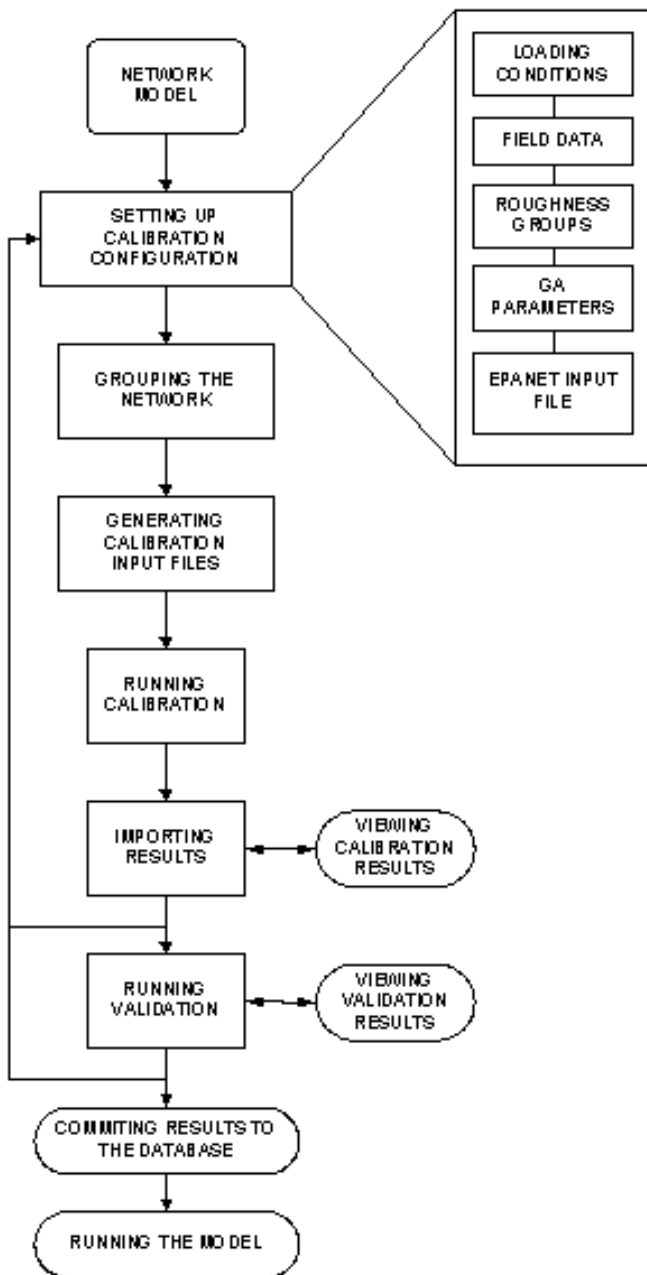 NETWORK
MODEL
SETTING UP
CALIBRATION
CONFIGURATION
GROUPING THE
NETWORK
GENERATING
CALIBRATION
INPUT FILES
RUNNING
CALIBRATION
IMPORTING
RESULTS
VIEWING
CALIBRATION
RESULTS
RUNNING
VALIDATION
VIEWING
VALIDATION
RESULTS
COMMITING RESULTS TO
THE DATABASE
RUNNING THE MODEL
LOADING
CONDITIONS
FIELD DATA
ROUGHNESS
GROUPS
GA
PARAMETERS
EPANET INPUT
FILE